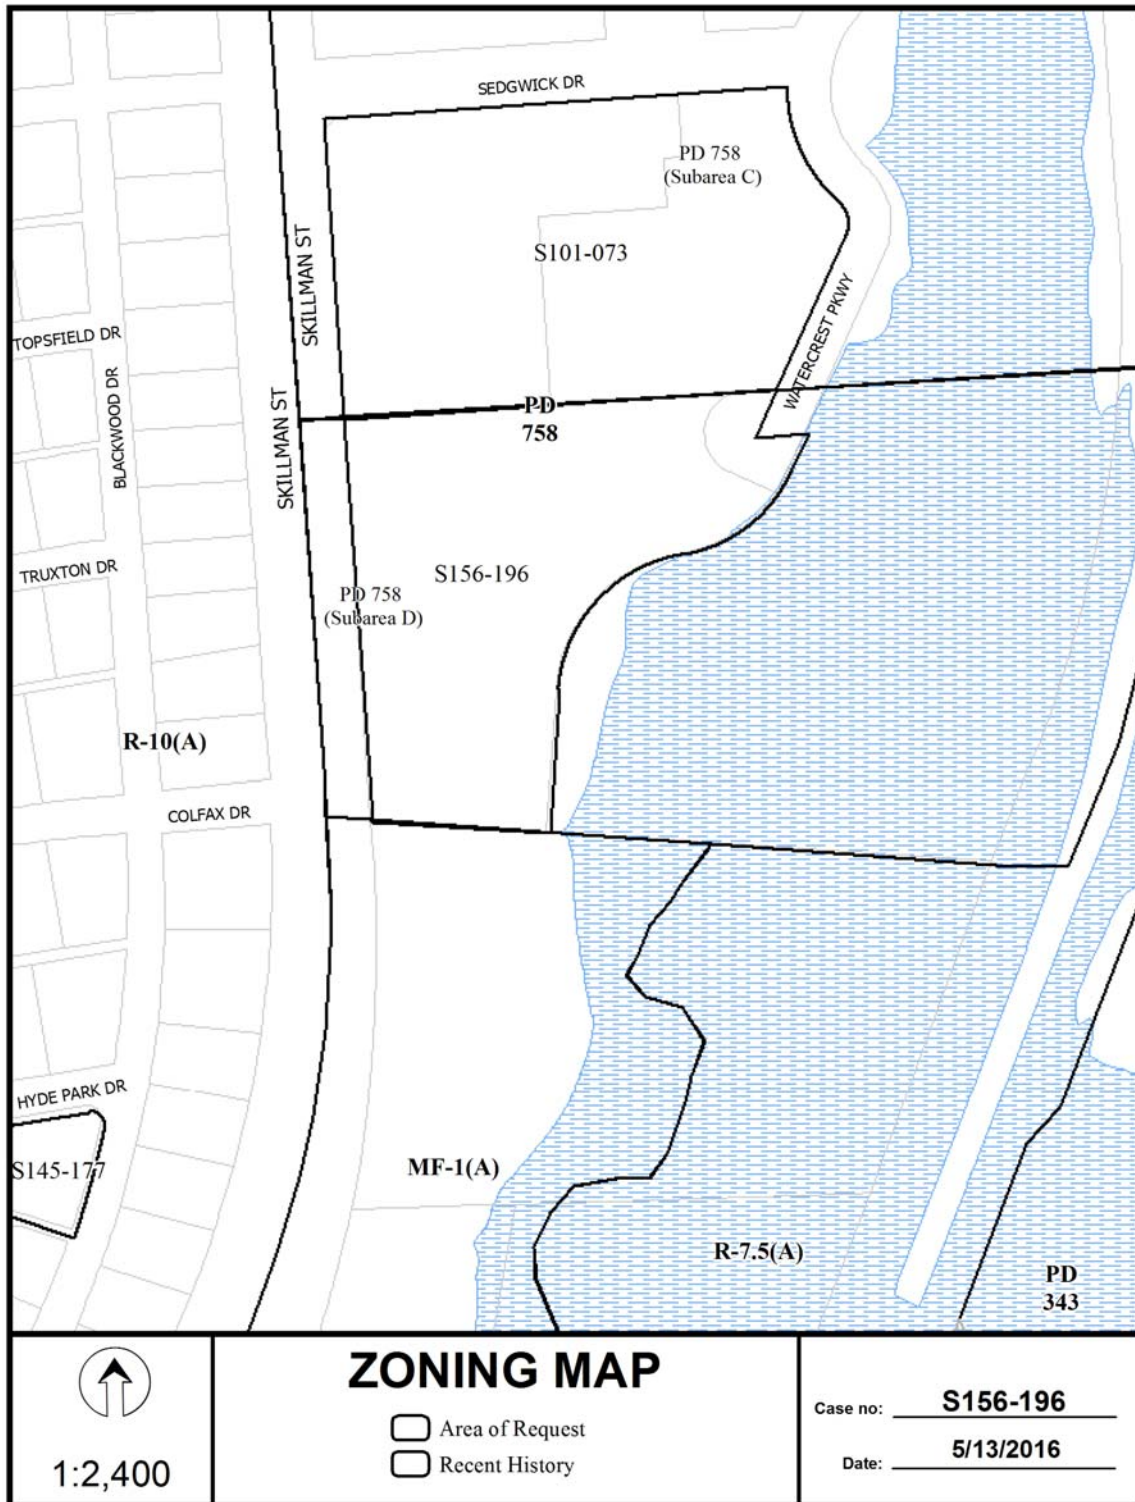 SEDGWICK DR
PD 758
(Subarea C)
S101-073
SKILLMAN ST
WATERCREST PKWY
TOPSFIELD DR
BLACKWOOD DR
SKILLMAN ST
PD
758
TRUXTON DR
S156-196
PD 758
(Subarea D)
R-10(A)
COLFAX DR
HYDE PARK DR
S145-177
MF-1(A)
R-7.5(A)
PD
343
1:2,400
ZONING MAP
Area of Request
Recent History
Case no: S156-196
Date: 5/13/2016